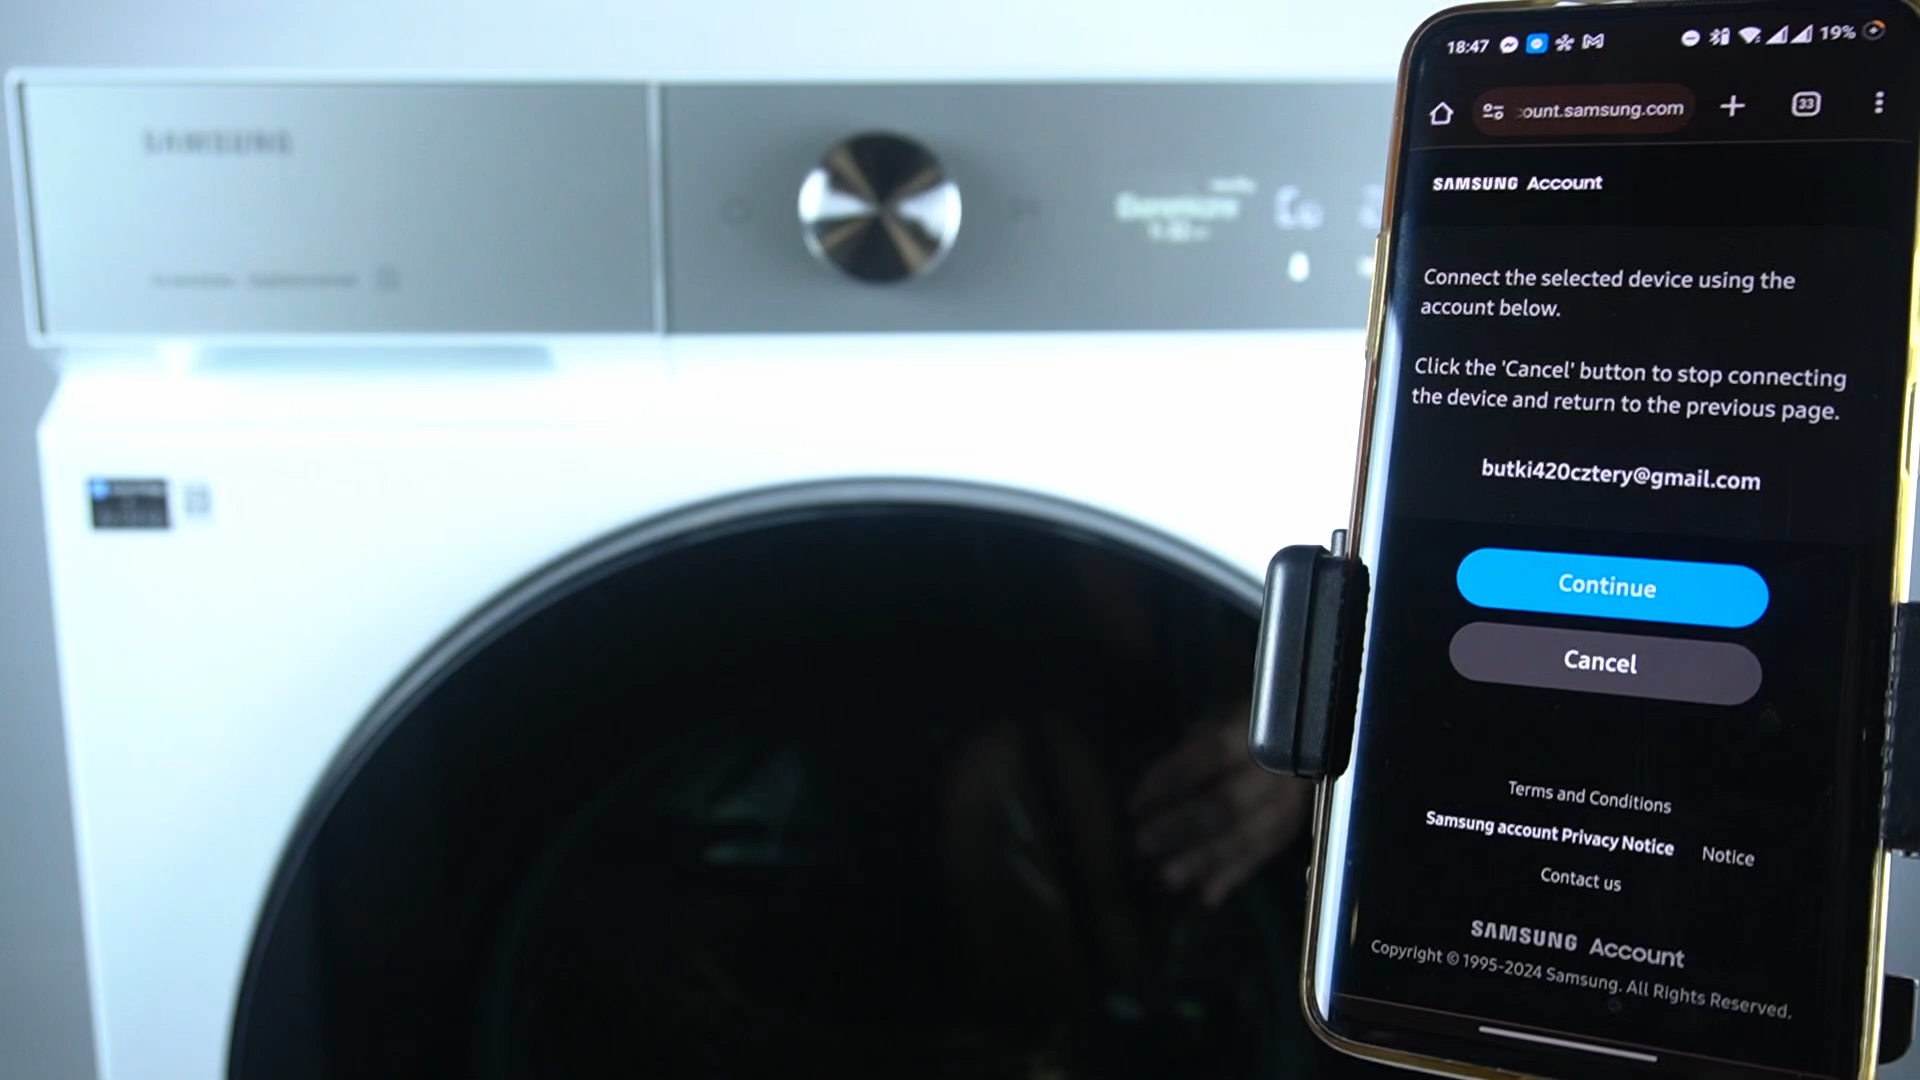 SAMSUNG
18:47
19%
ount.samsung.com
33
SAMSUNG Account
Connect the selected device using the
account below.
Click the 'Cancel' button to stop connecting
the device and return to the previous page.
butki420cztery@gmail.com
Continue
Cancel
Terms and Conditions
Samsung account Privacy Notice Notice
Contact us
SAMSUNG Account
Copyright © 1995-2024 Samsung. All Rights Reserved.